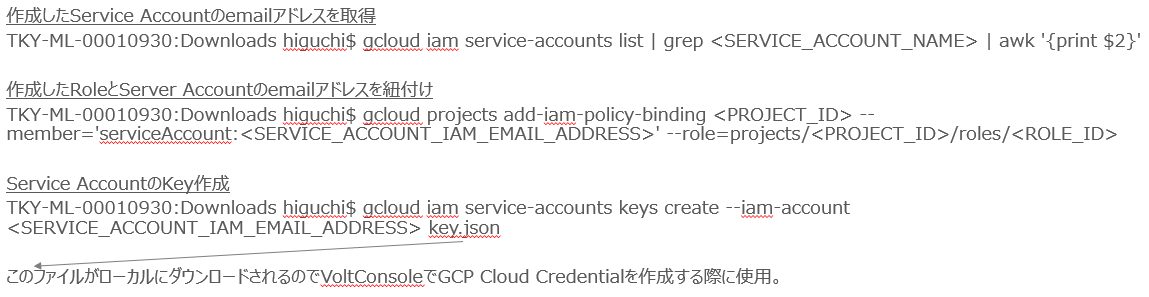 作成したService Accountのemailアドレスを取得
TKY-ML-00010930:Downloads higuchi$ gcloud iam service-accounts list | grep <SERVICE_ACCOUNT_NAME> | awk '{print $2}'
作成したRoleとServer Accountのemailアドレスを紐付け
TKY-ML-00010930:Downloads higuchi$ gcloud projects add-iam-policy-binding <PROJECT_ID> --
member='serviceAccount:<SERVICE_ACCOUNT_IAM_EMAIL_ADDRESS>' --role=projects/<PROJECT_ID>/roles/<ROLE_ID>
Service AccountのKey作成
TKY-ML-00010930:Downloads higuchi$ gcloud iam service-accounts keys create --iam-account
<SERVICE_ACCOUNT_IAM_EMAIL_ADDRESS> key.json
このファイルがローカルにダウンロードされるのでVoltConsoleでGCP Cloud Credentialを作成する際に使用。